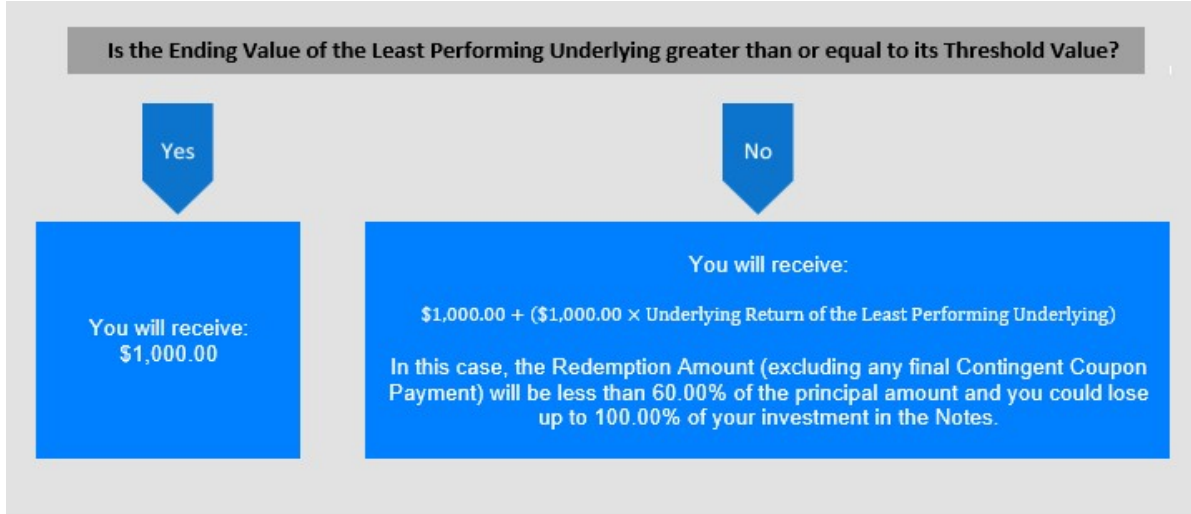 Is the Ending Value of the Least Performing Underlying greater than or equal to its Threshold Value?
Yes
No
You will receive:
$1,000.00
You will receive:
$1,000.00 + ($1,000.00 × Underlying Return of the Least Performing Underlying)
In this case, the Redemption Amount (excluding any final Contingent Coupon
Payment) will be less than 60.00% of the principal amount and you could lose
up to 100.00% of your investment in the Notes.